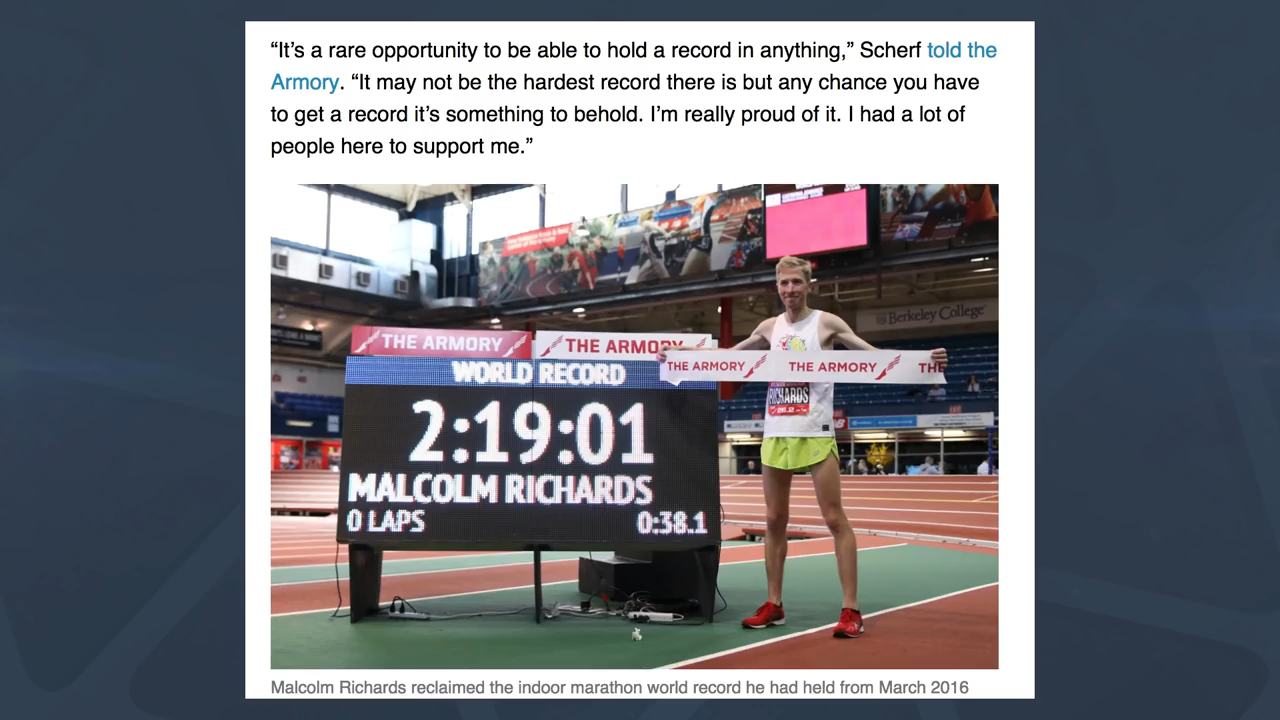 “It’s a rare opportunity to be able to hold a record in anything,” Scherf told the
Armory. “It may not be the hardest record there is but any chance you have
to get a record it’s something to behold. I’m really proud of it. I had a lot of
people here to support me.”
Berkeley College
THE ARMORY
THE ARMORY
THE ARMORY THE ARMORY THE
WORLD RECORD
RICHARDS
26.2
2:19:01
MALCOLM RICHARDS
0 LAPS 0:38.1
Malcolm Richards reclaimed the indoor marathon world record he had held from March 2016